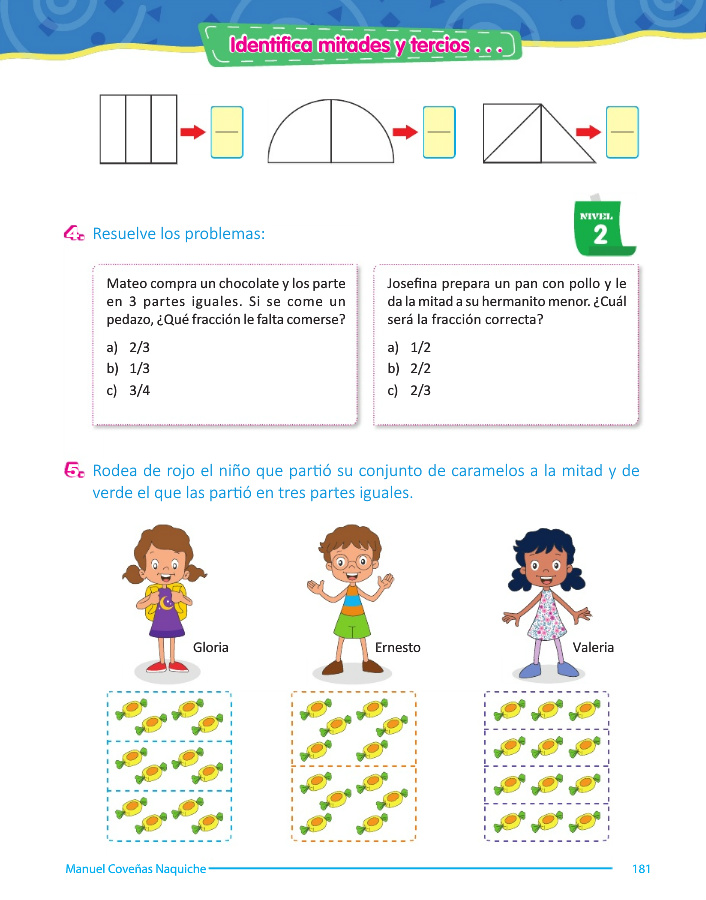 Identifica mitades y tercios . . .
NIVEL
2
4. Resuelve los problemas:
Mateo compra un chocolate y los parte
en 3 partes iguales. Si se come un
pedazo, ¿Qué fracción le falta comerse?
a) 2/3
b) 1/3
c) 3/4
Josefina prepara un pan con pollo y le
da la mitad a su hermanito menor. ¿Cuál
será la fracción correcta?
a) 1/2
b) 2/2
c) 2/3
5. Rodea de rojo el niño que partió su conjunto de caramelos a la mitad y de
verde el que las partió en tres partes iguales.
Gloria
Ernesto
Valeria
Manuel Coveñas Naquiche
181